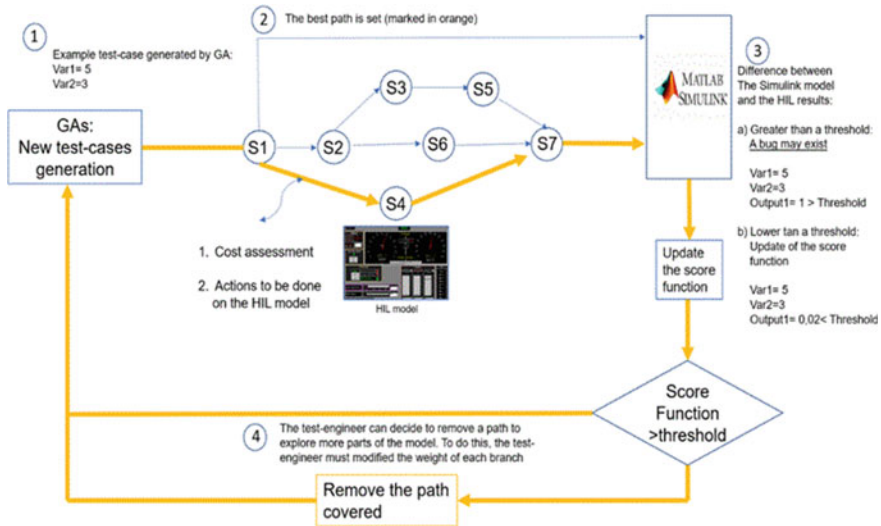 1
Example test-case generated by GA:
Var1= 5
Var2=3
2
The best path is set (marked in orange)
GAs:
New test-cases
generation
S1
S2
S3
S5
S6
S4
S7
1. Cost assessment
2. Actions to be done
on the HIL model
HIL model
MATLAB
SIMULINK
3
Difference between
The Simulink model
and the HIL results:
a) Greater than a threshold:
A bug may exist
Var1= 5
Var2=3
Output1= 1 > Threshold
b) Lower tan a threshold:
Update of the score
function
Var1= 5
Var2=3
Output1= 0,02< Threshold
Update
the score
function
Score
Function
>threshold
4
The test-engineer can decide to remove a path to
explore more parts of the model. To do this, the test-
engineer must modified the weight of each branch
Remove the path
covered